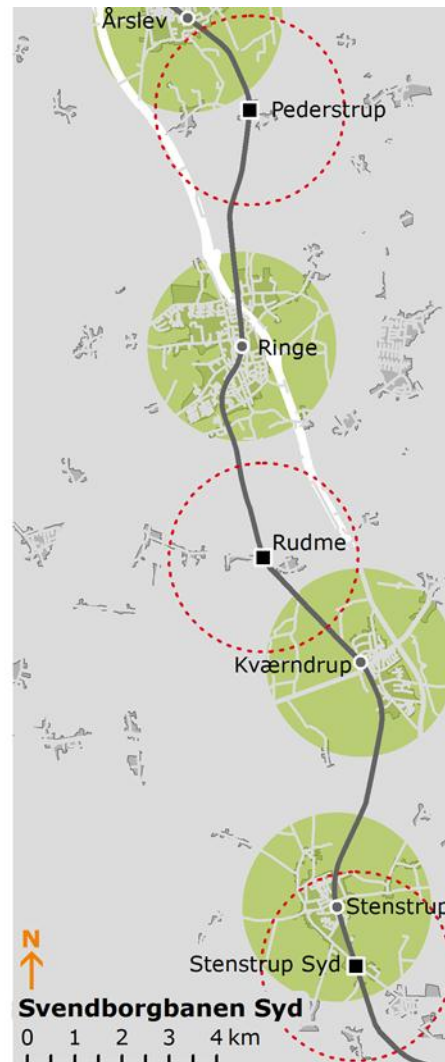 Årslev
Pederstrup
Ringe
Rudme
Kværndrup
Stenstrup
Stenstrup Syd
N
Svendborgbanen Syd
0 1 2 3 4 km